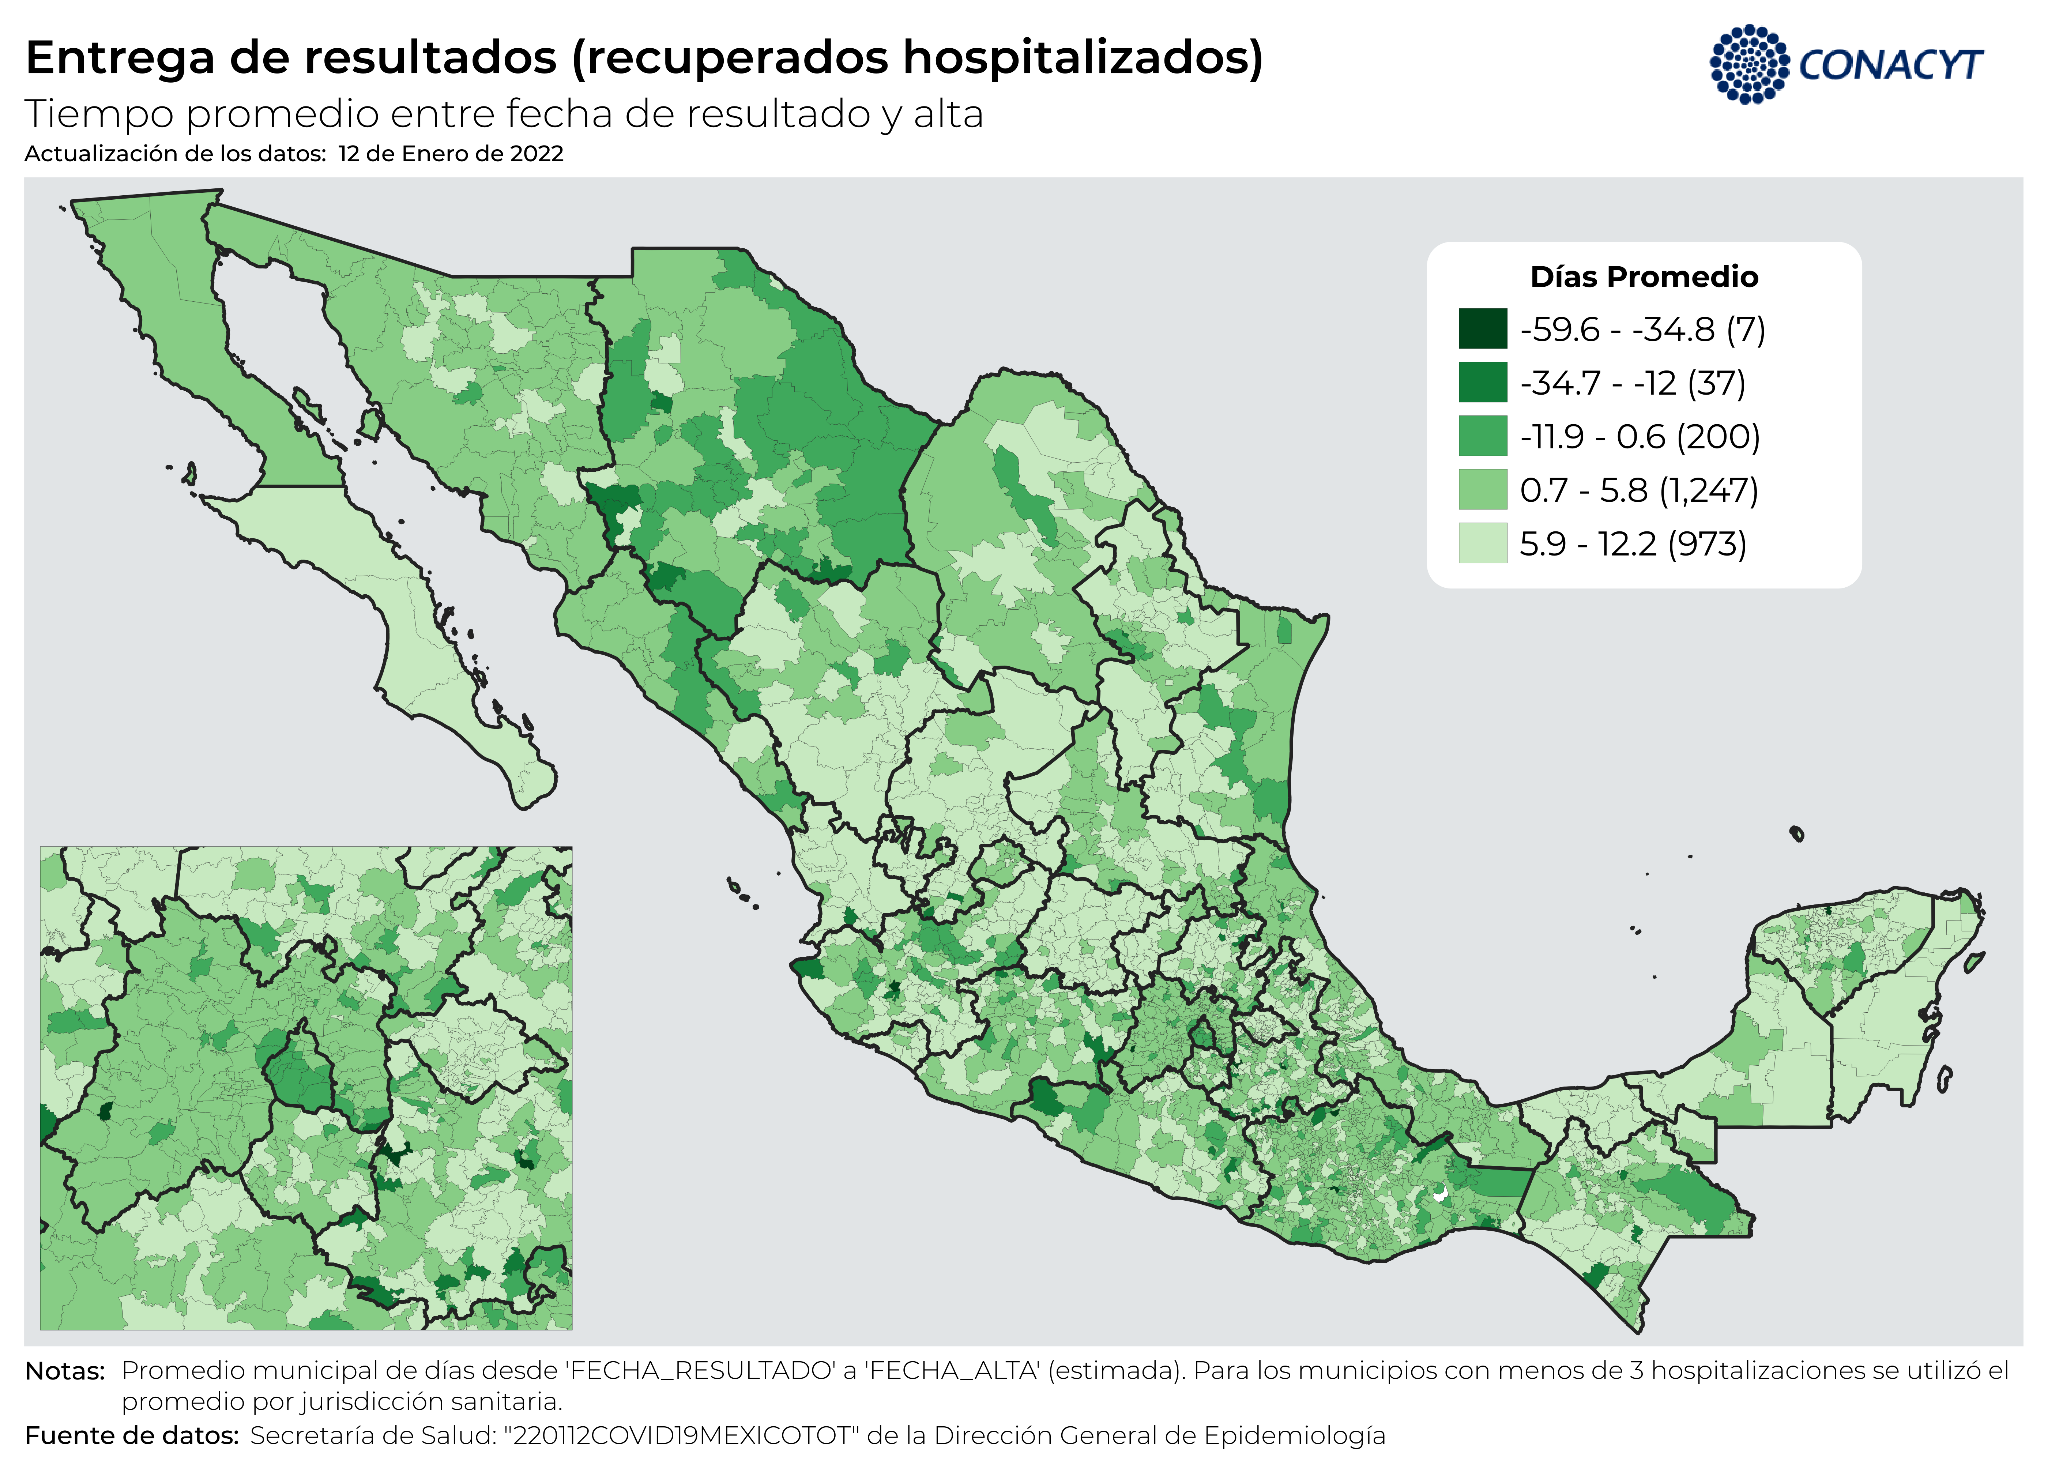 Entrega de resultados (recuperados hospitalizados)
CONACYT
Tiempo promedio entre fecha de resultado y alta
Actualización de los datos: 12 de Enero de 2022
Días Promedio
-59.6 - -34.8 (7)
-34.7 - -12 (37)
-11.9 - 0.6 (200)
0.7 - 5.8 (1,247)
5.9 - 12.2 (973)
Notas: Promedio municipal de días desde 'FECHA_RESULTADO' a 'FECHA_ALTA' (estimada). Para los municipios con menos de 3 hospitalizaciones se utilizó el
promedio por jurisdicción sanitaria.
Fuente de datos: Secretaría de Salud: "220112COVID19MEXICOTOT" de la Dirección General de Epidemiología